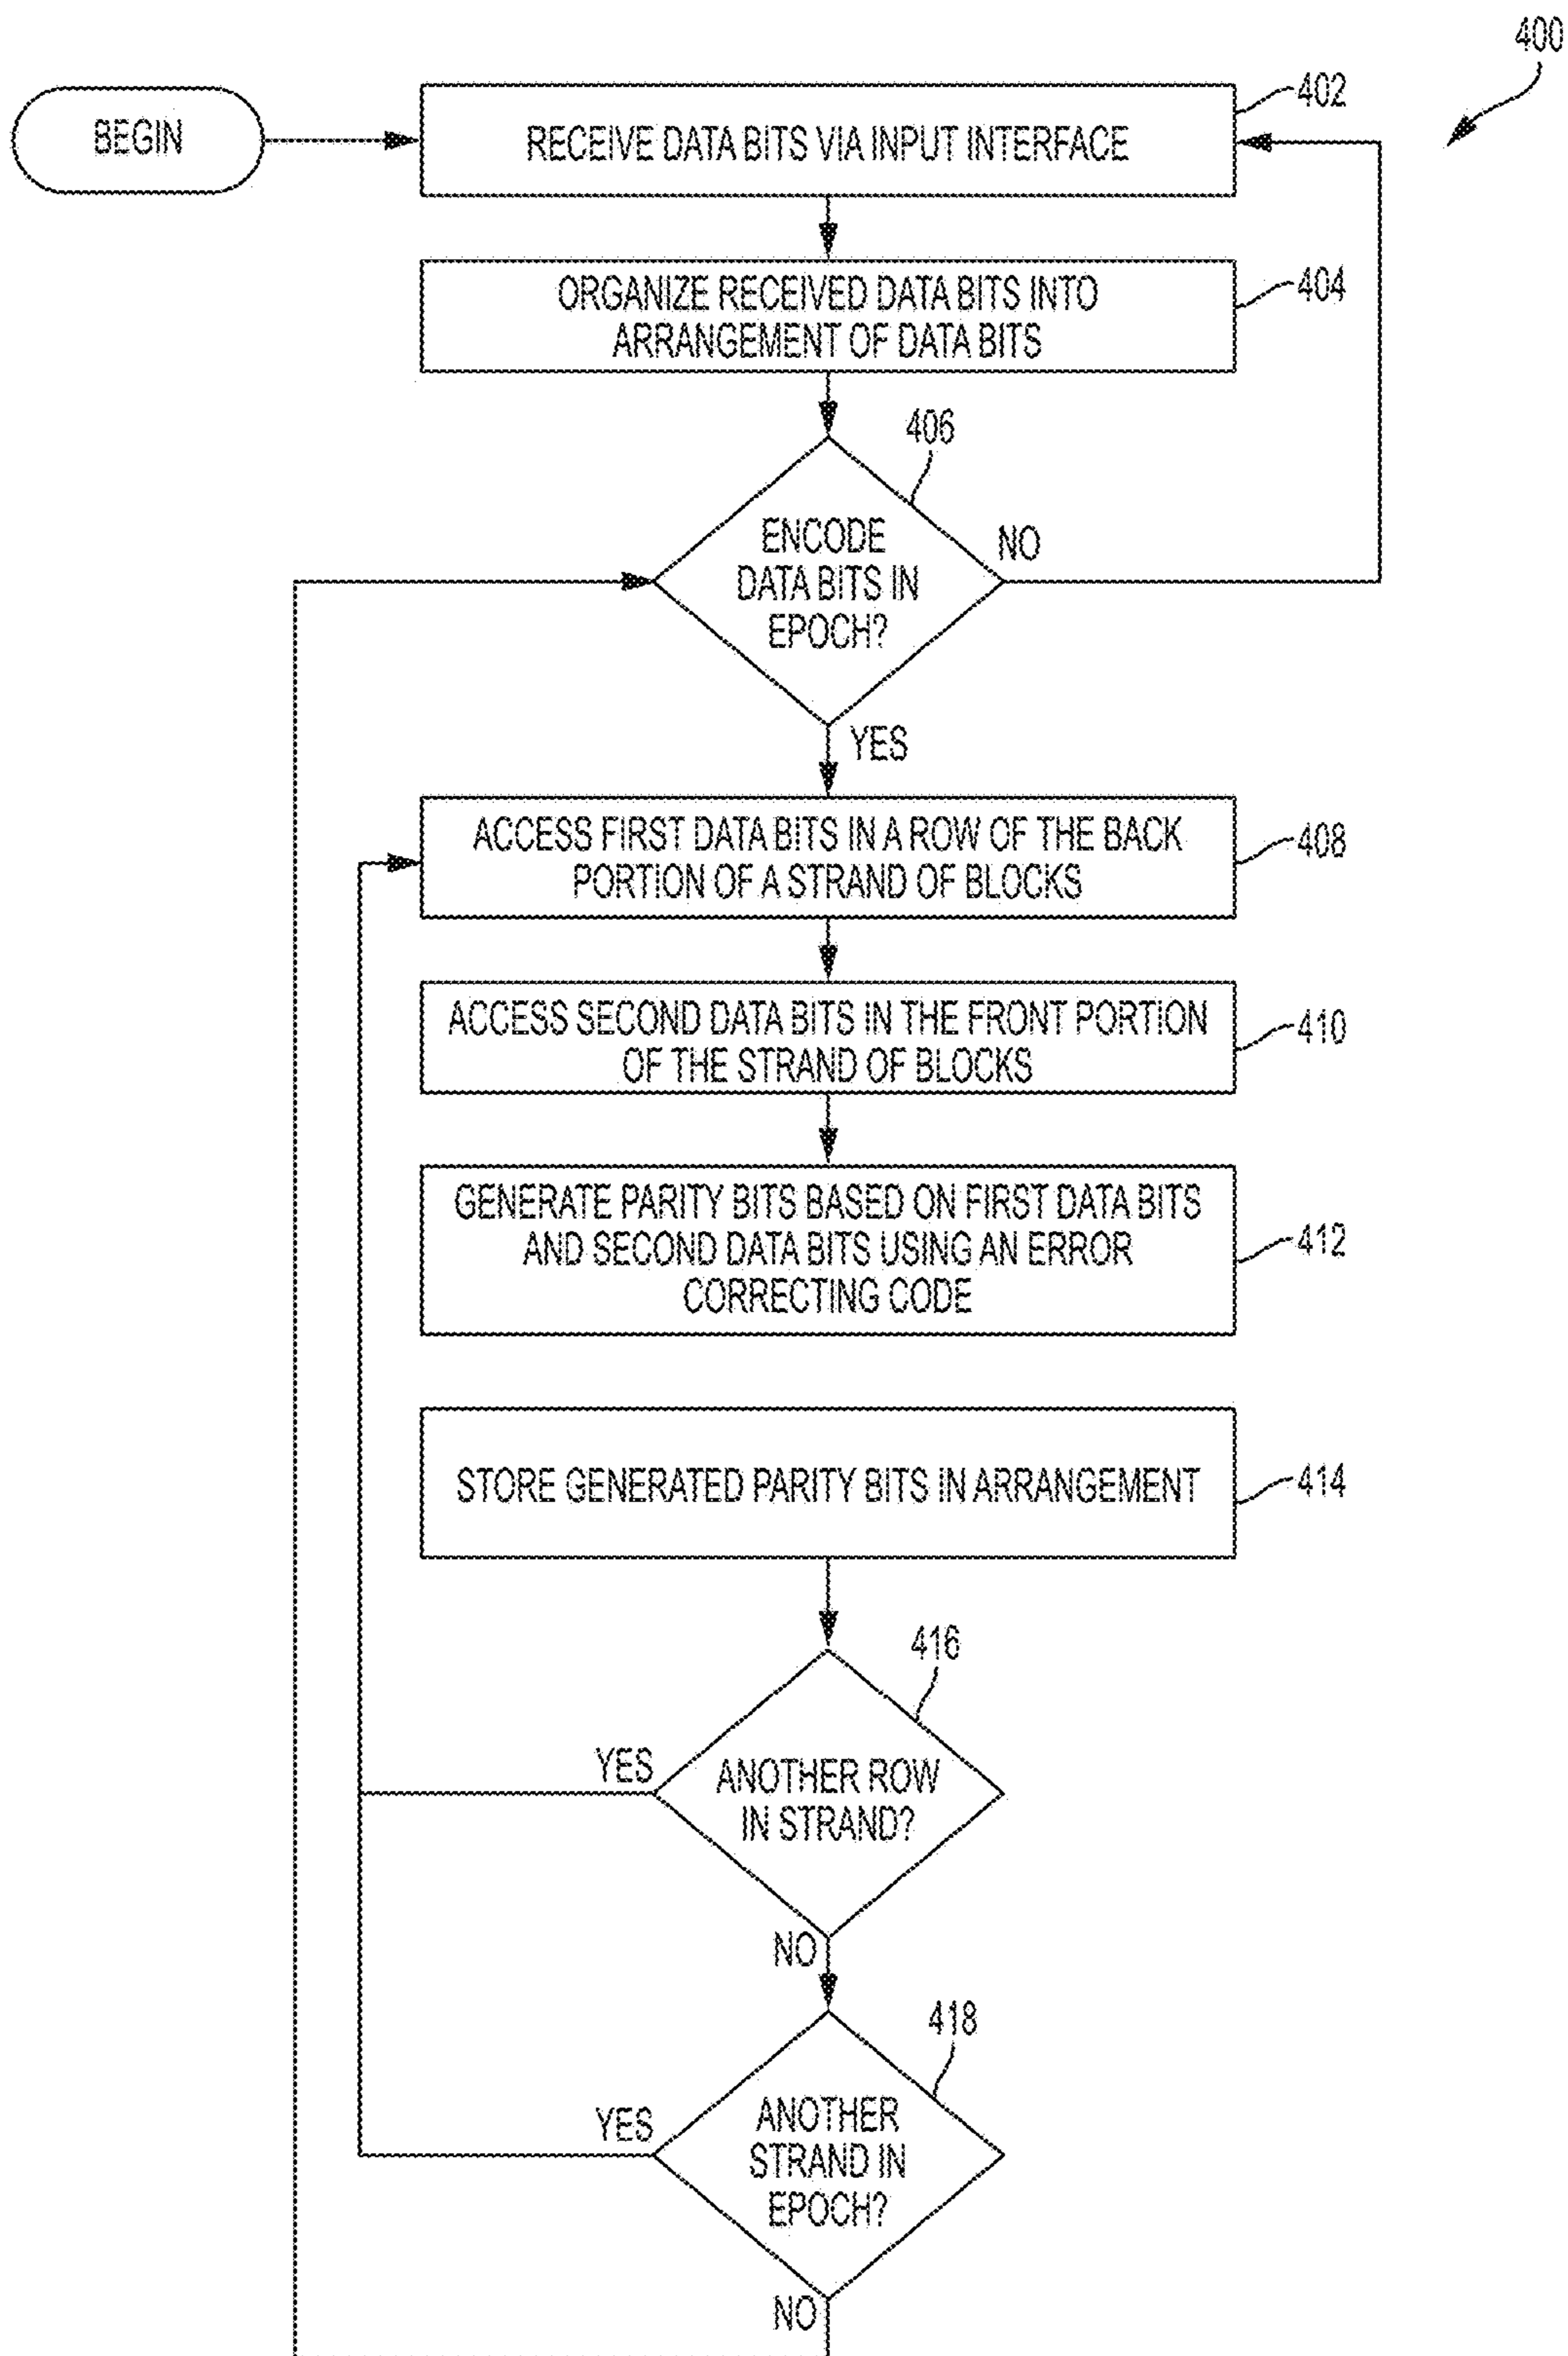 400
BEGIN
402
RECEIVE DATA BITS VIA INPUT INTERFACE
404
ORGANIZE RECEIVED DATA BITS INTO
ARRANGEMENT OF DATA BITS
406
ENCODE
DATA BITS IN
EPOCH?
NO
YES
408
ACCESS FIRST DATA BITS IN A ROW OF THE BACK
PORTION OF A STRAND OF BLOCKS
410
ACCESS SECOND DATA BITS IN THE FRONT PORTION
OF THE STRAND OF BLOCKS
412
GENERATE PARITY BITS BASED ON FIRST DATA BITS
AND SECOND DATA BITS USING AN ERROR
CORRECTING CODE
414
STORE GENERATED PARITY BITS IN ARRANGEMENT
416
YES
ANOTHER ROW
IN STRAND?
NO
418
YES
ANOTHER
STRAND IN
EPOCH?
NO